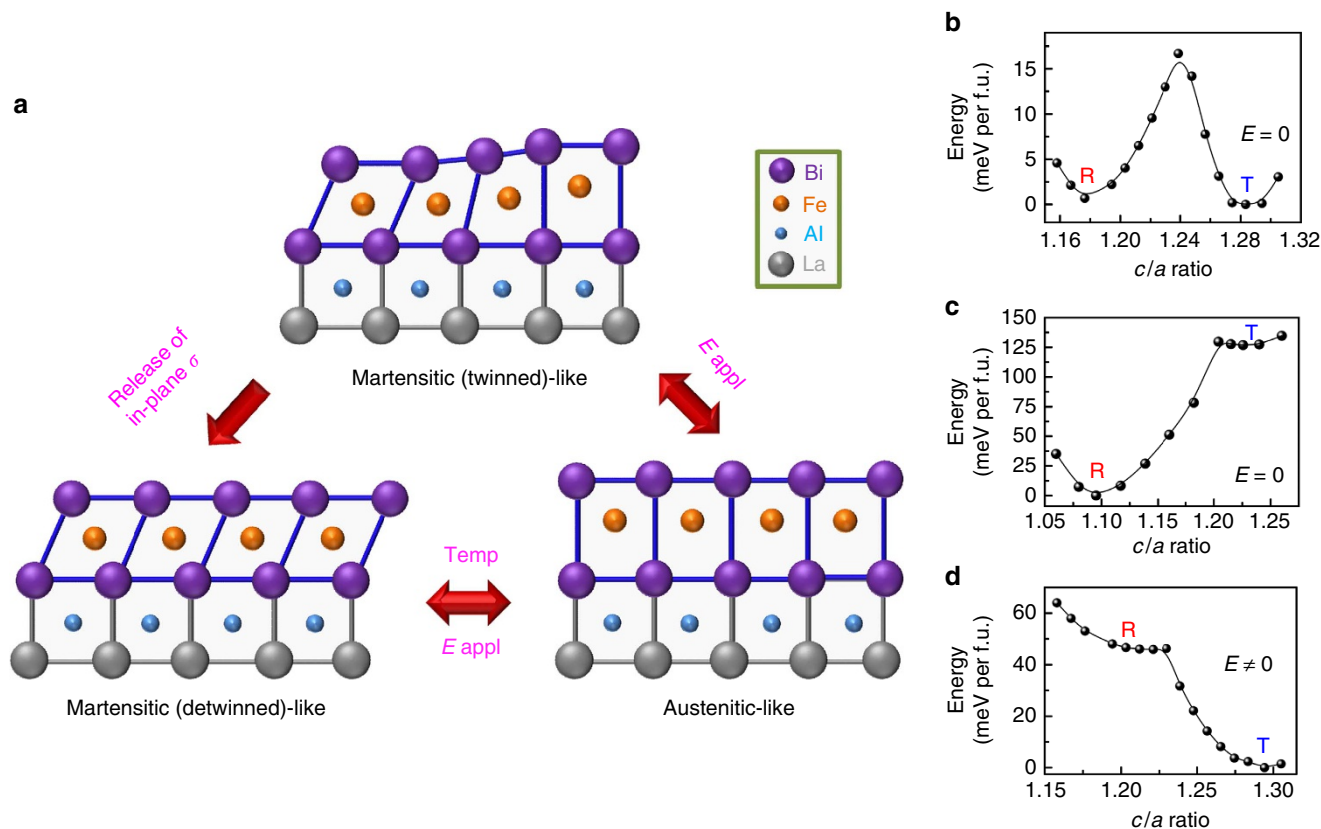 a
Bi
Fe
Al
La
Martensitic (twinned)-like
Release of
in-plane σ
E appl
Temp
E appl
Martensitic (detwinned)-like
Austenitic-like
b
Energy
(meV per f.u.)
15
10
5
0
R
T
E = 0
1.16 1.20 1.24 1.28 1.32
c/a ratio
c
Energy
(meV per f.u.)
150
125
100
75
50
25
0
R
T
E = 0
1.05 1.10 1.15 1.20 1.25
c/a ratio
d
Energy
(meV per f.u.)
60
40
20
0
R
E ≠ 0
T
1.15 1.20 1.25 1.30
c/a ratio